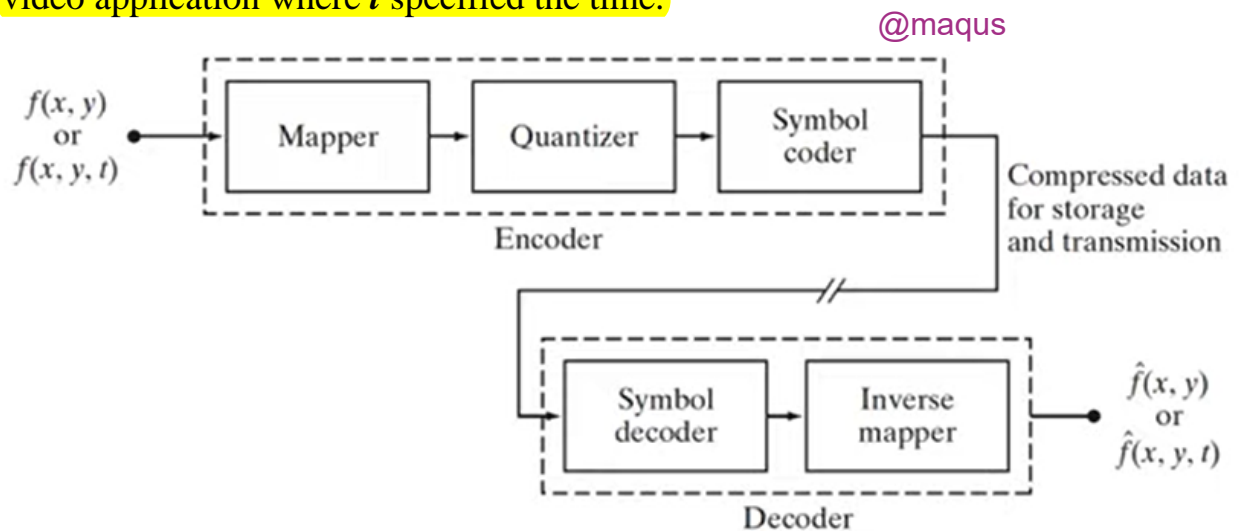 video application where t specified the time.
@maqus
f(x, y)
or
f(x, y, t)
Mapper
Quantizer
Symbol
coder
Encoder
Compressed data
for storage
and transmission
Symbol
decoder
Inverse
mapper
Decoder
f̂(x, y)
or
f̂(x, y, t)